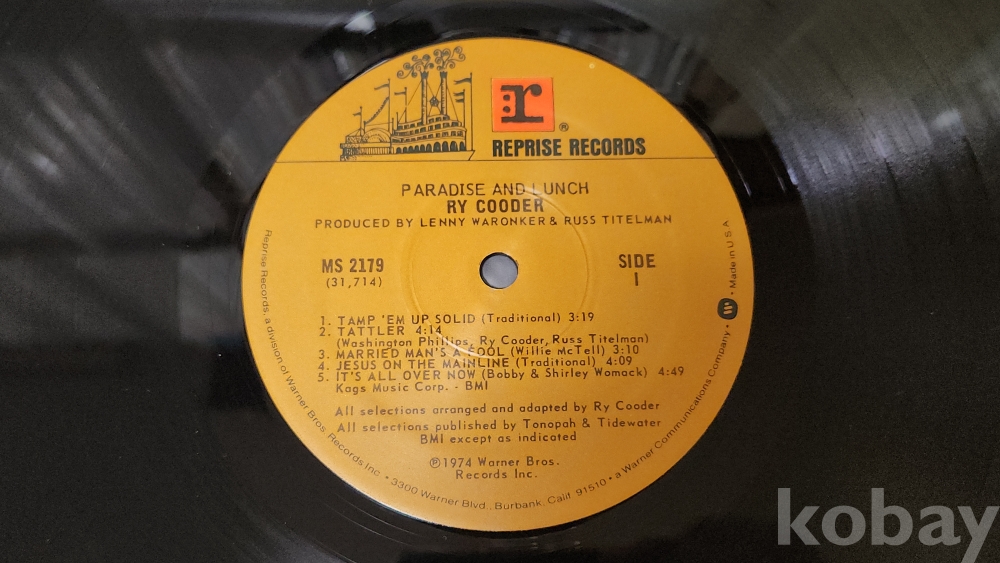 r
®
REPRISE RECORDS
PARADISE AND LUNCH
RY COODER
PRODUCED BY LENNY WARONKER & RUSS TITELMAN
MS 2179
(31,714)
SIDE
1
1. TAMP 'EM UP SOLID (Traditional) 3:19
2. TATTLER 4:14
(Washington Phillips, Ry Cooder, Russ Titelman)
3. MARRIED MAN'S A FOOL (Willie McTell) 3:10
4. JESUS ON THE MAINLINE (Traditional) 4:09
5. IT'S ALL OVER NOW (Bobby & Shirley Womack) 4:49
Kags Music Corp. - BMI
All selections arranged and adapted by Ry Cooder
All selections published by Tonopah & Tidewater
BMI except as indicated
℗1974 Warner Bros.
Records Inc.
Reprise Records, a division of Warner Bros. Records Inc. • 3300 Warner Blvd., Burbank, Calif. 91510 • a Warner Communications Company • Made in U.S.A.
kobay